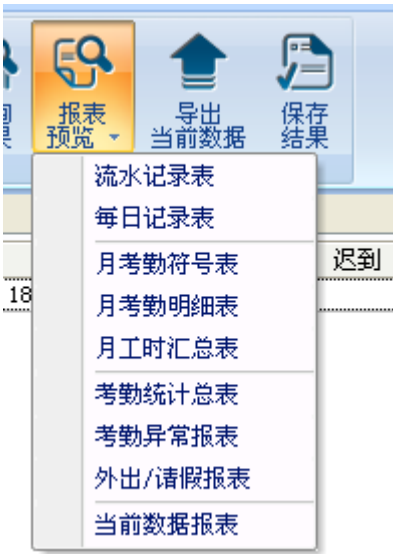 报表
预览
导出
当前数据
保存
结果
流水记录表
每日记录表
月考勤符号表
迟到
月考勤明细表
18
月工时汇总表
考勤统计总表
考勤异常报表
外出/请假报表
当前数据报表